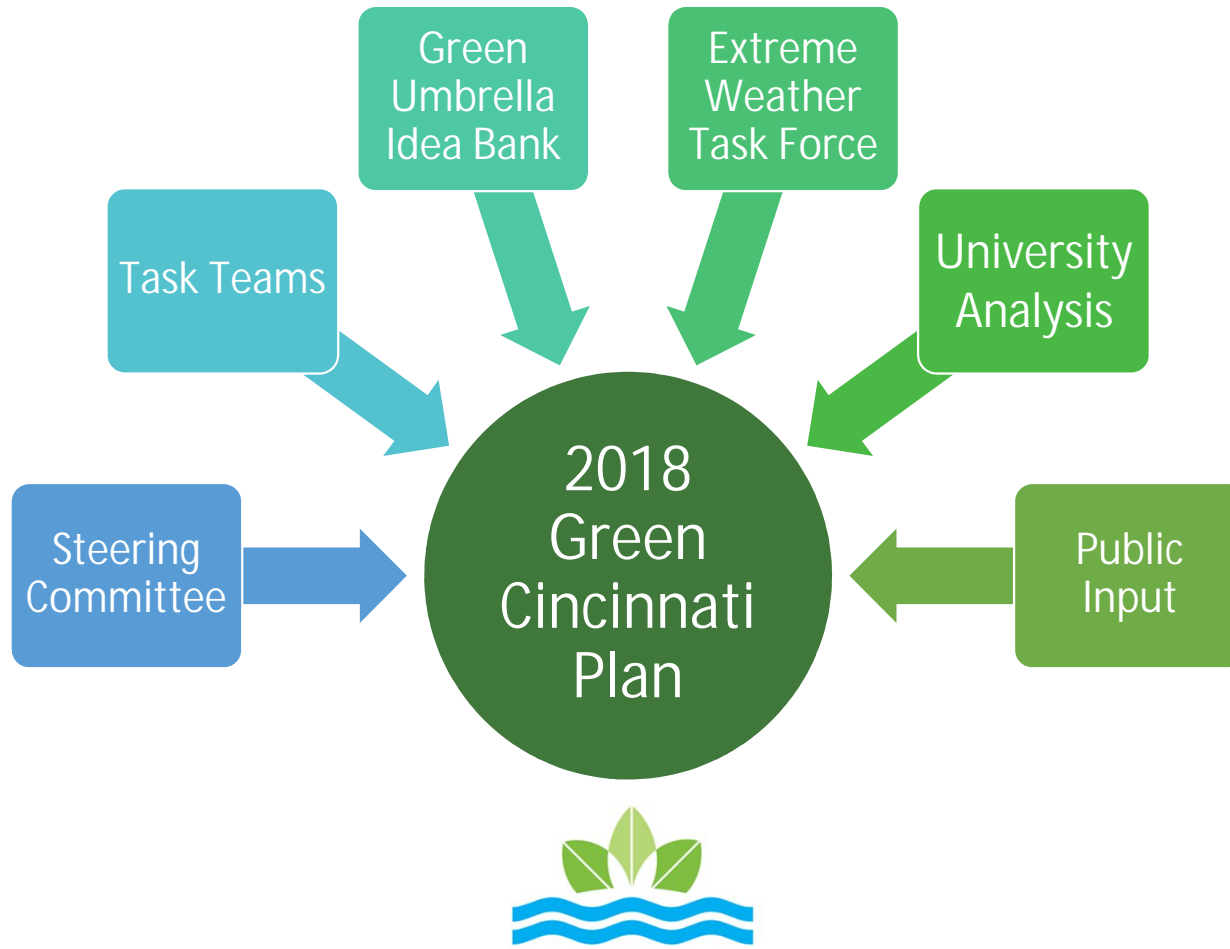 Green
Umbrella
Idea Bank
Extreme
Weather
Task Force
Task Teams
University
Analysis
Steering
Committee
2018
Green
Cincinnati
Plan
Public
Input